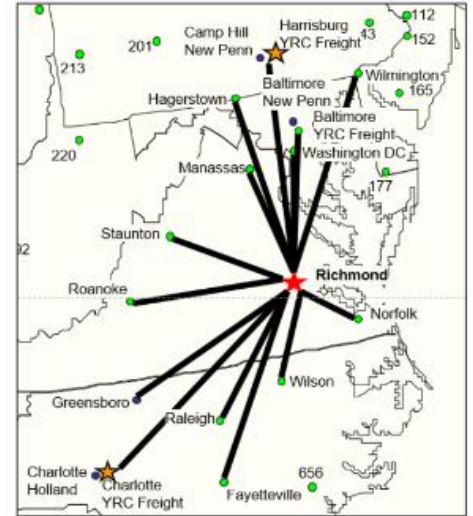 112
Harrisburg
YRC Freight
43
Camp Hill
New Penn
201
152
213
Wilmington
Baltimore
New Penn
165
Hagerstown
Baltimore
YRC Freight
Washington DC
220
Manassas
177
Staunton
92
Richmond
Roanoke
Norfolk
Wilson
Greensboro
Raleigh
Charlotte
Holland
Charlotte
YRC Freight
656
Fayetteville